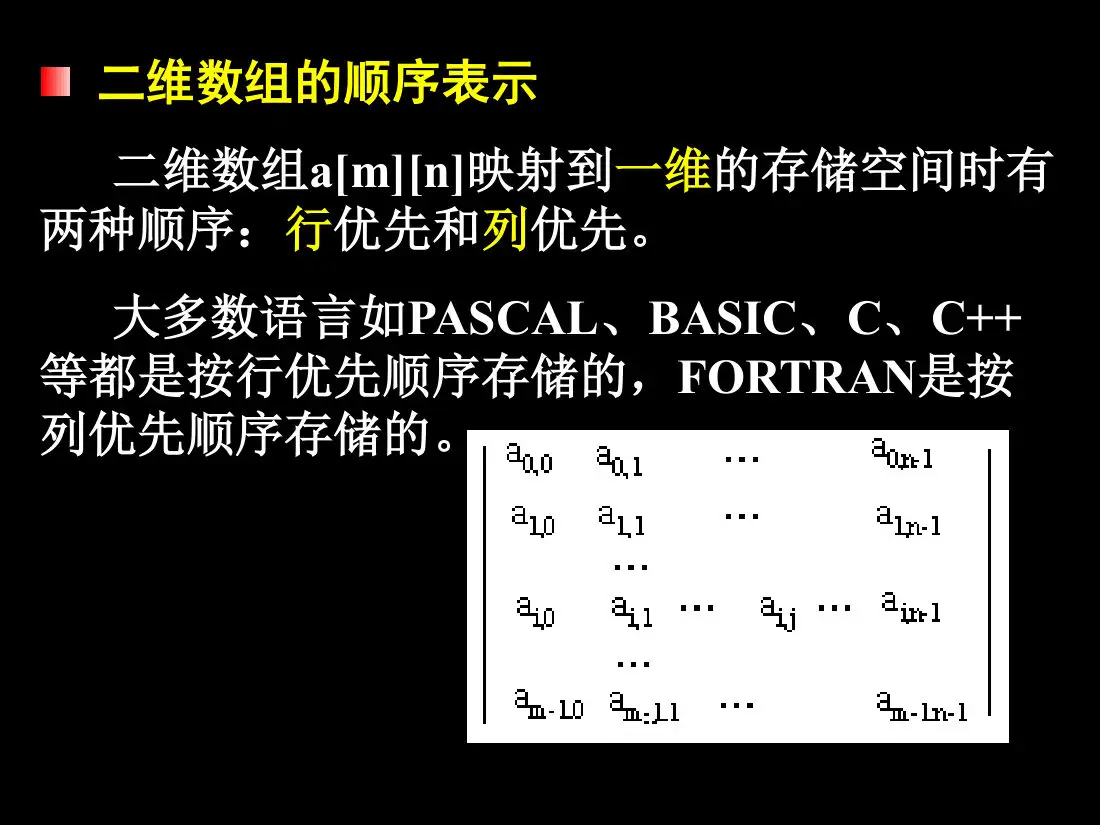 二维数组的顺序表示
二维数组a[m][n]映射到一维的存储空间时有
两种顺序：行优先和列优先。
大多数语言如PASCAL、BASIC、C、C++
等都是按行优先顺序存储的，FORTRAN是按
列优先顺序存储的。
a0,0 a0,1 … a0,n-1
a1,0 a1,1 … a1,n-1
…
ai,0 ai,1 … ai,j … ai,n-1
…
am-1,0 am-1,1 … am-1,n-1